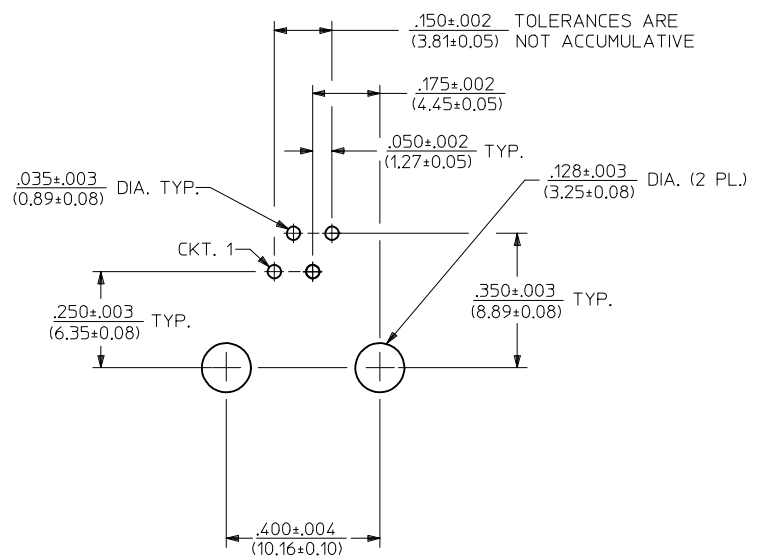 .150±.002 TOLERANCES ARE
(3.81±0.05) NOT ACCUMULATIVE
.175±.002
(4.45±0.05)
.050±.002 TYP.
(1.27±0.05)
.035±.003 DIA. TYP.
(0.89±0.08)
.128±.003 DIA. (2 PL.)
(3.25±0.08)
CKT. 1
.250±.003 TYP.
(6.35±0.08)
.350±.003 TYP.
(8.89±0.08)
.400±.004
(10.16±0.10)